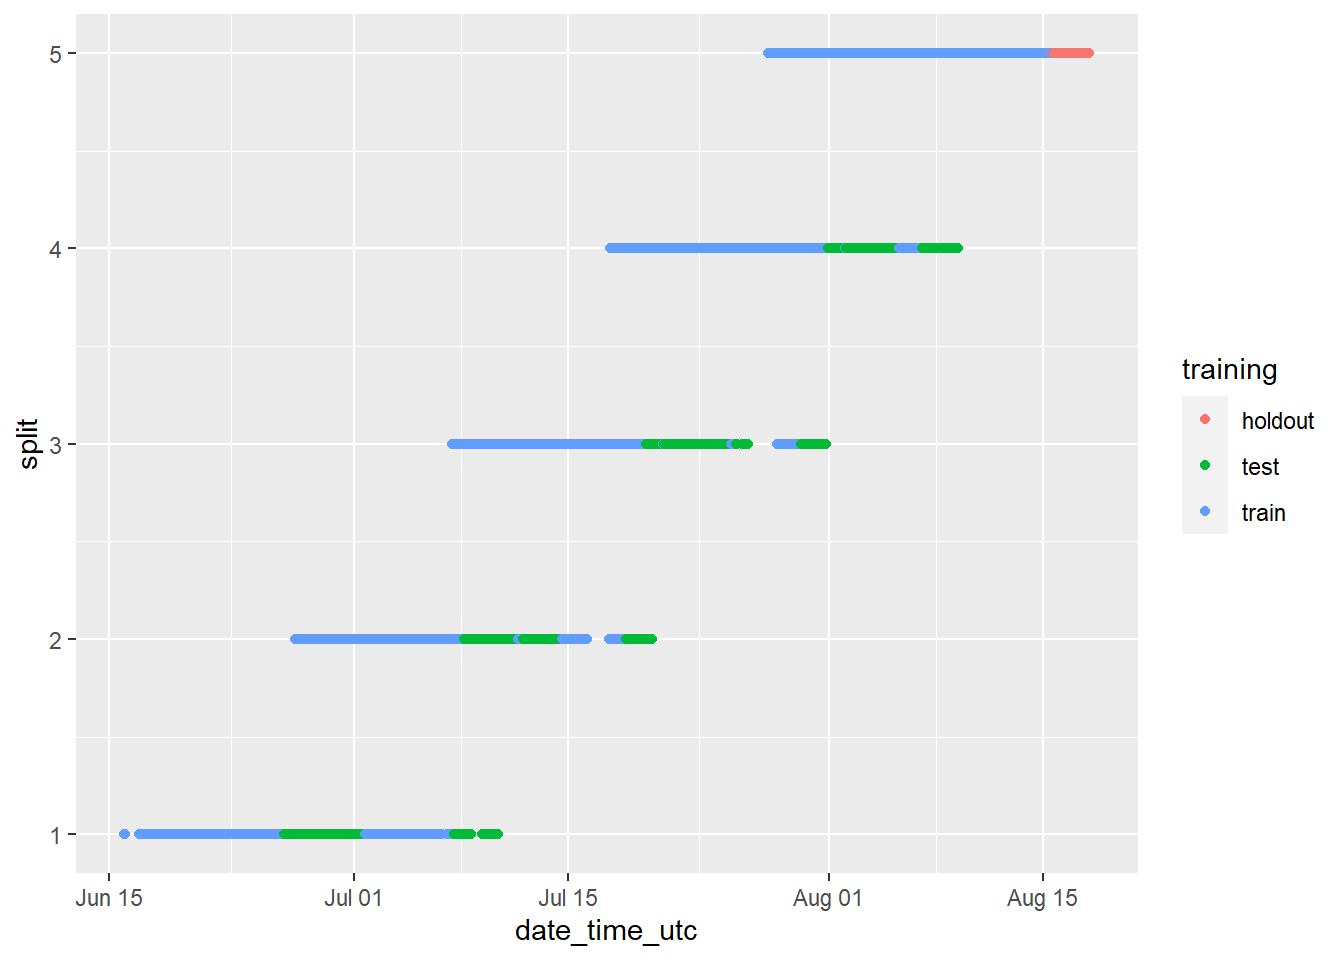 5
4
3
2
1
split
Jun 15
Jul 01
Jul 15
Aug 01
Aug 15
date_time_utc
training
holdout
test
train